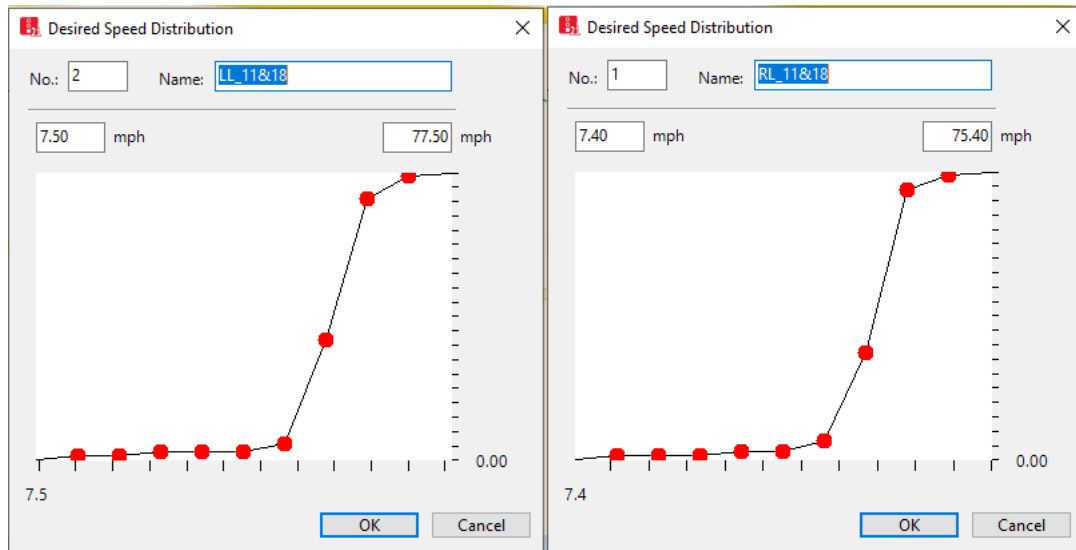 Desired Speed Distribution
No.: 2 Name: LL_11&18
7.50 mph 77.50 mph
0.00
7.5
OK Cancel
Desired Speed Distribution
No.: 1 Name: RL_11&18
7.40 mph 75.40 mph
0.00
7.4
OK Cancel